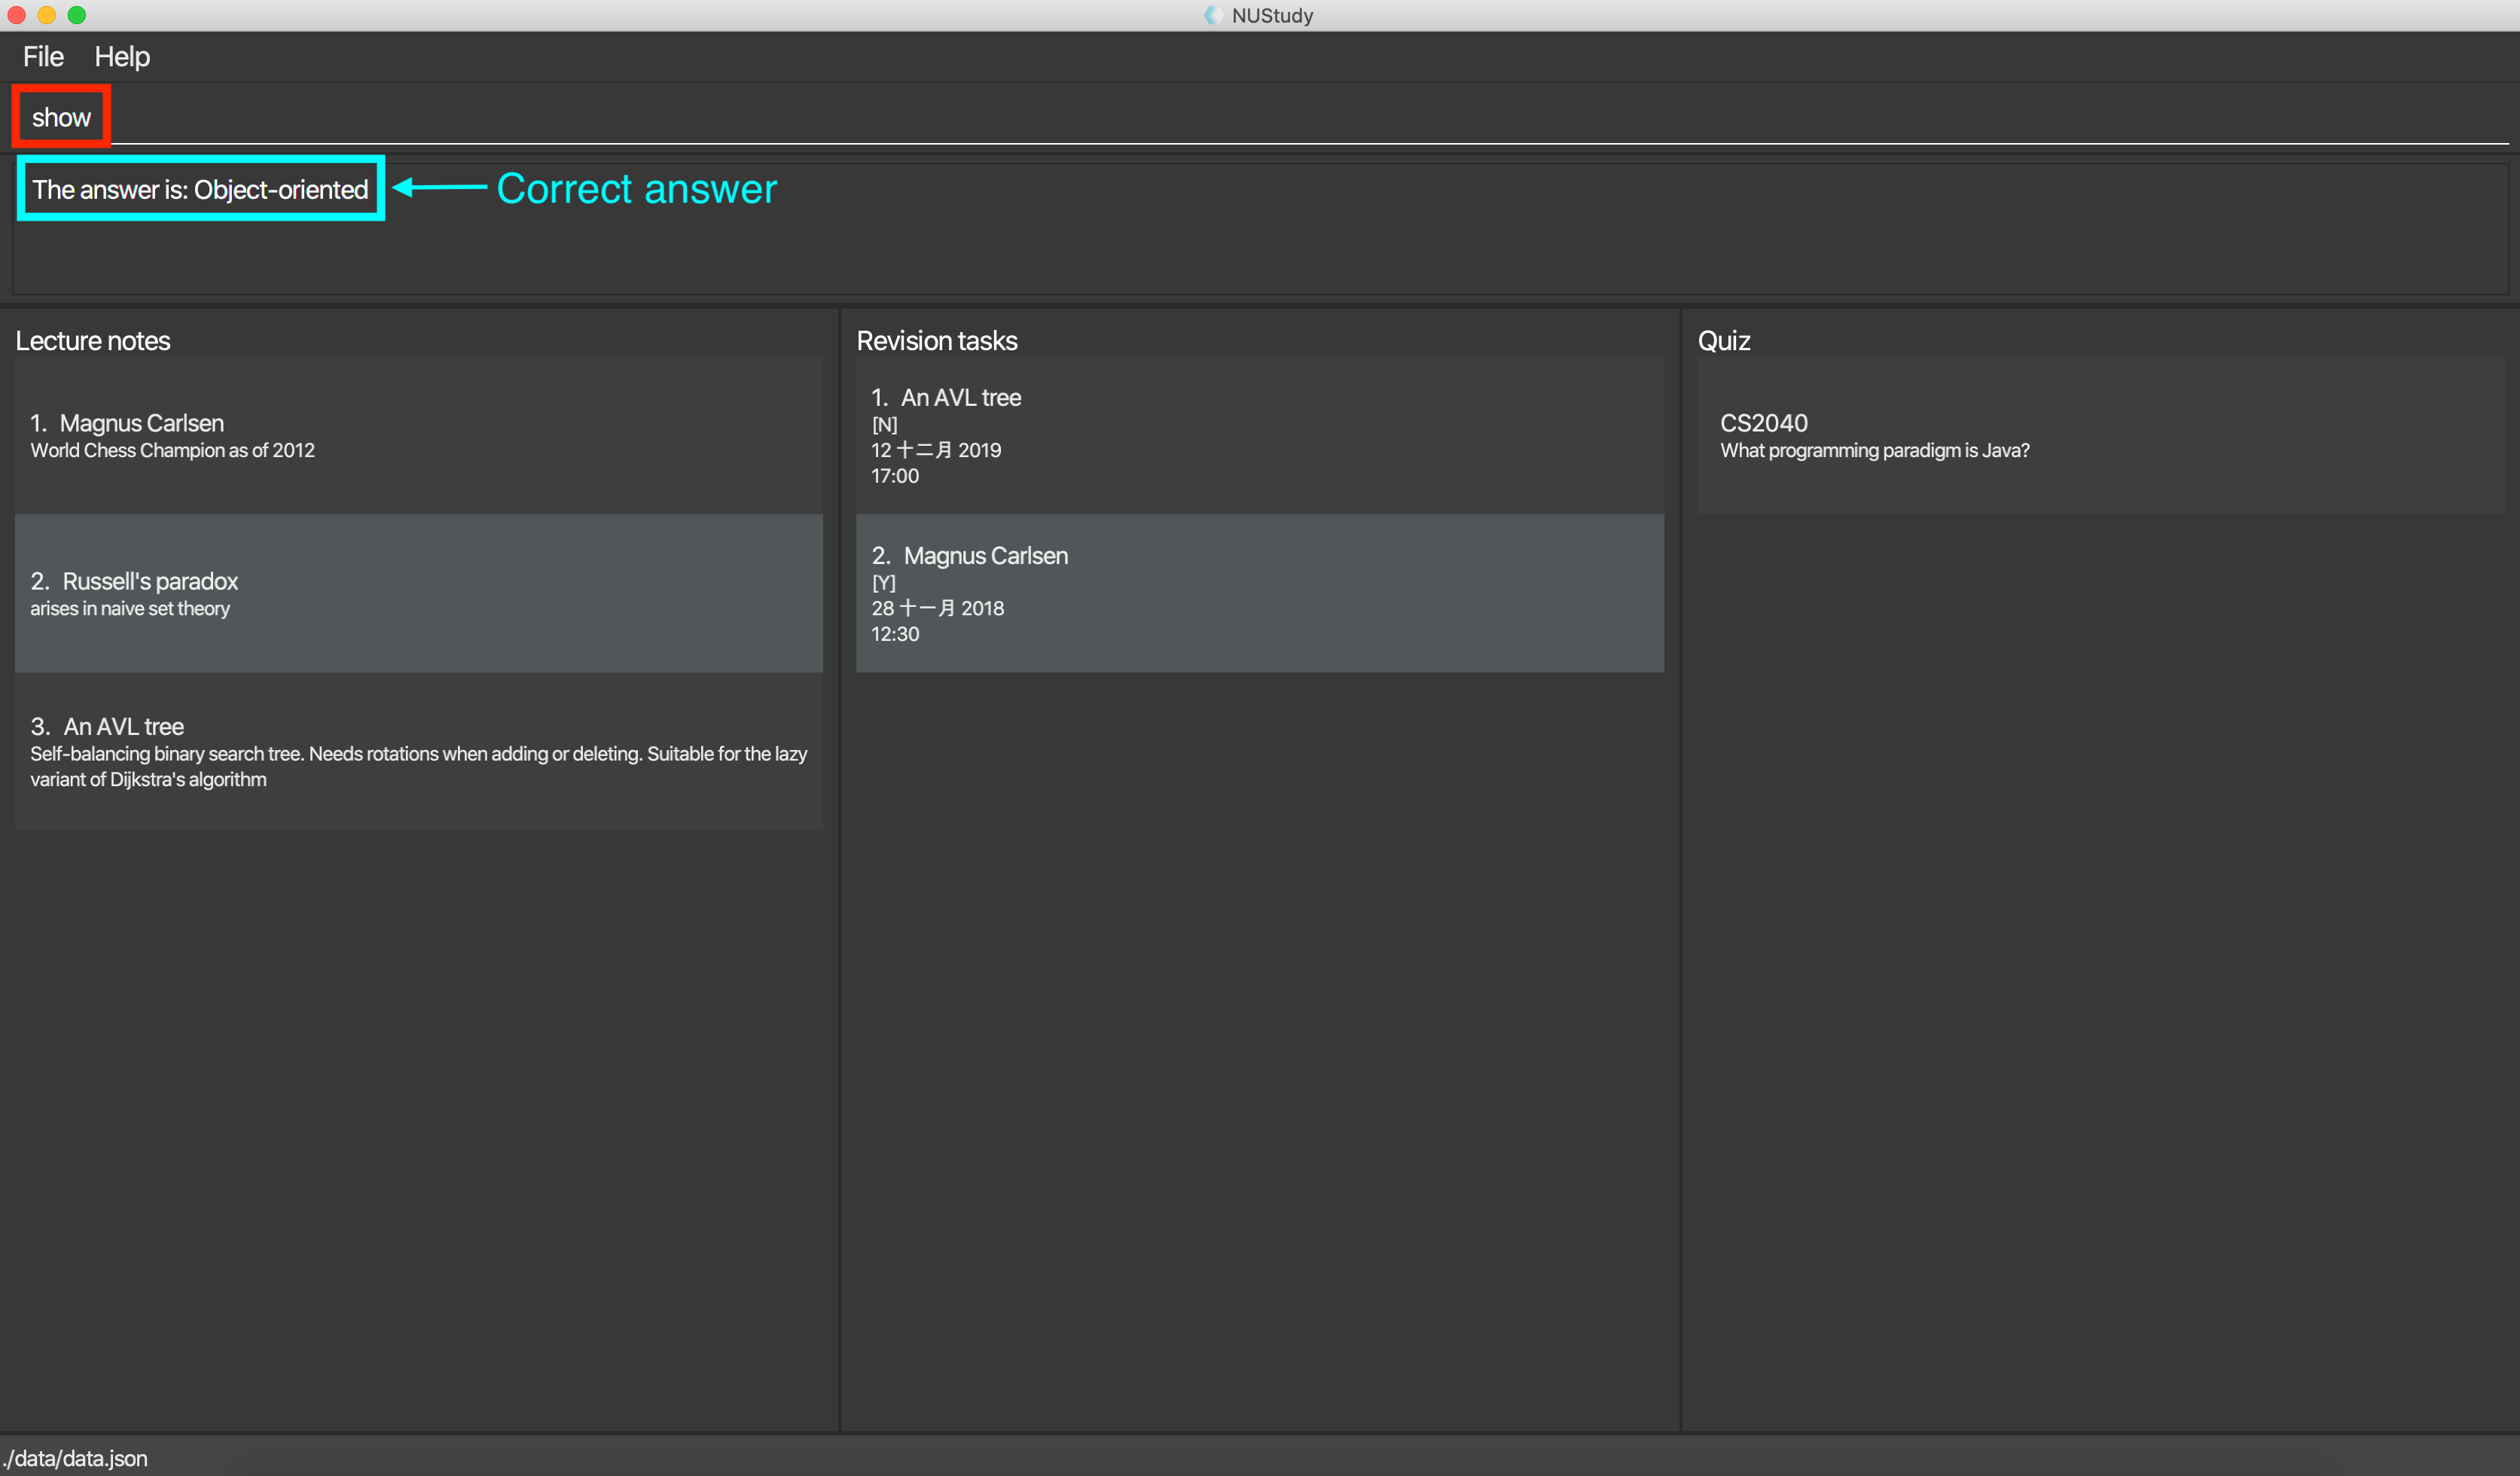 NUStudy
File Help
show
The answer is: Object-oriented
Correct answer
Lecture notes
1. Magnus Carlsen
World Chess Champion as of 2012
2. Russell's paradox
arises in naive set theory
3. An AVL tree
Self-balancing binary search tree. Needs rotations when adding or deleting. Suitable for the lazy
variant of Dijkstra's algorithm
Revision tasks
1. An AVL tree
[N]
12 十二月 2019
17:00
2. Magnus Carlsen
[Y]
28 十一月 2018
12:30
Quiz
CS2040
What programming paradigm is Java?
./data/data.json